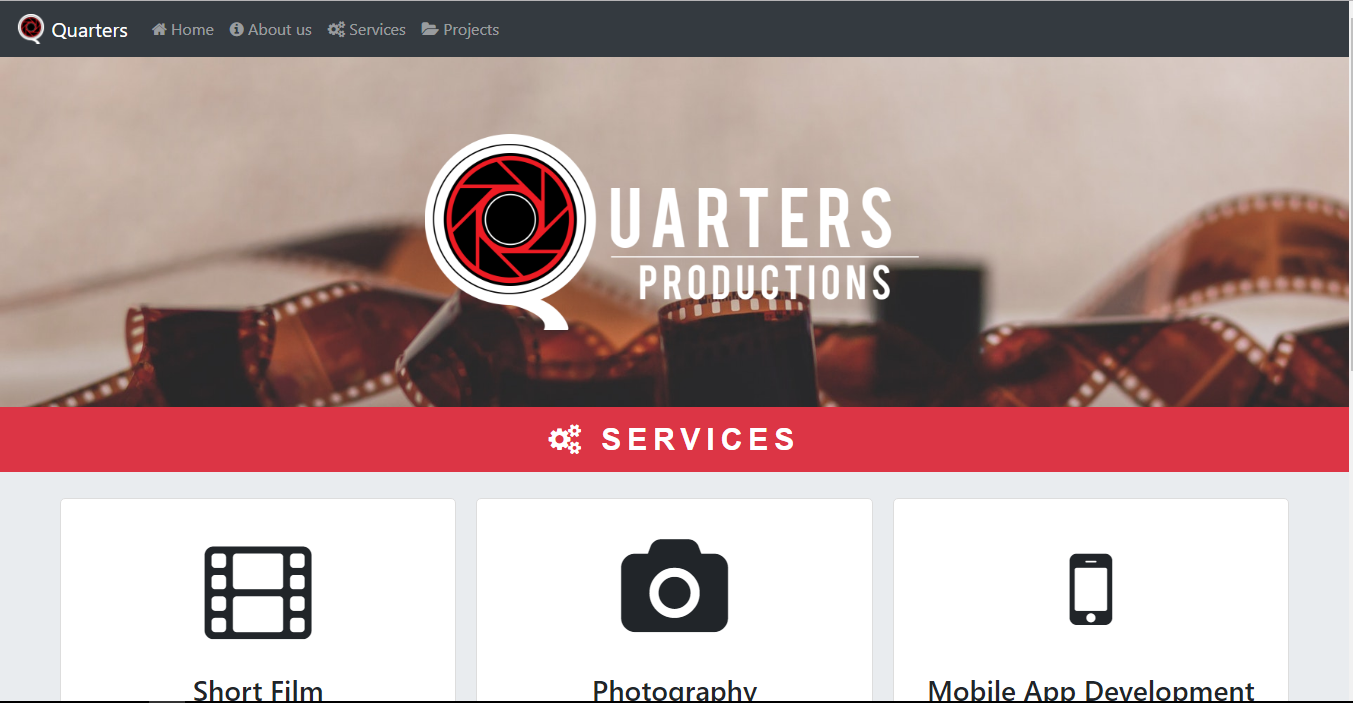 Quarters Home About us Services Projects
UARTERS
PRODUCTIONS
SERVICES
Short Film Photography Mobile App Development